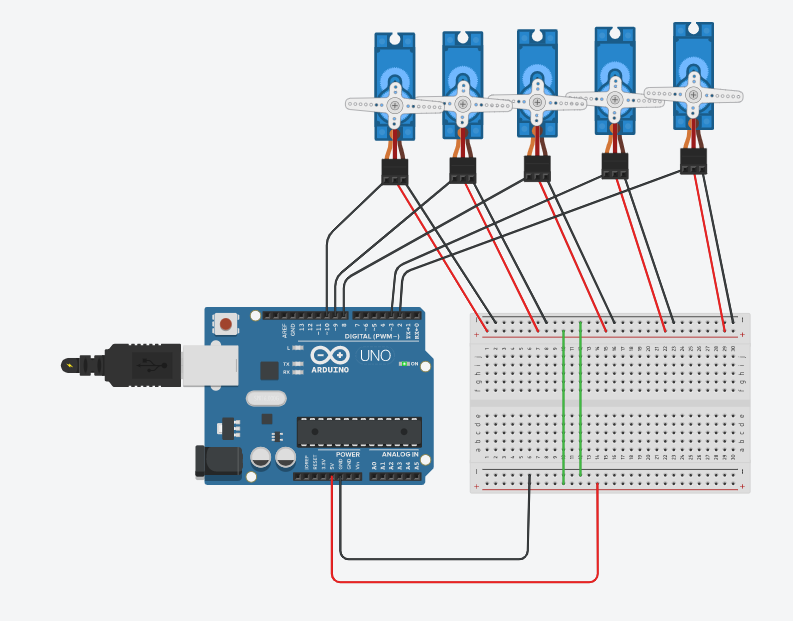 AREF
GND
13
12
~11
~10
~9
8
7
~6
~5
4
~3
2
TX→1
RX←0
DIGITAL (PWM~)
L
TX
RX
UNO
ARDUINO
ON
POWER
ANALOG IN
IOREF
RESET
3.3V
5V
GND
GND
Vin
A0
A1
A2
A3
A4
A5
j
i
h
g
f
e
d
c
b
a